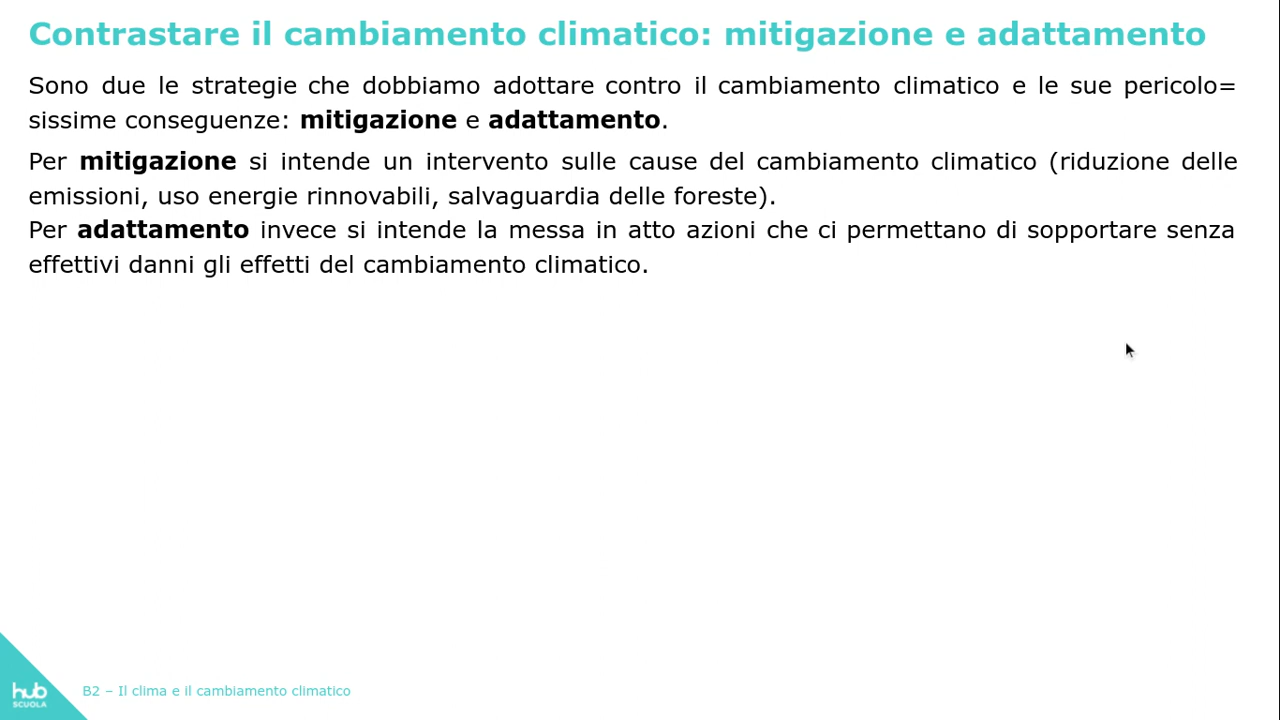 Contrastare il cambiamento climatico: mitigazione e adattamento
Sono due le strategie che dobbiamo adottare contro il cambiamento climatico e le sue pericolo=
sissime conseguenze: mitigazione e adattamento.
Per mitigazione si intende un intervento sulle cause del cambiamento climatico (riduzione delle
emissioni, uso energie rinnovabili, salvaguardia delle foreste).
Per adattamento invece si intende la messa in atto azioni che ci permettano di sopportare senza
effettivi danni gli effetti del cambiamento climatico.
hub
SCUOLA
B2 – Il clima e il cambiamento climatico